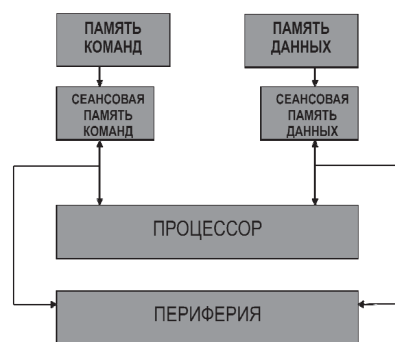 ПАМЯТЬ
КОМАНД
ПАМЯТЬ
ДАННЫХ
СЕАНСОВАЯ
ПАМЯТЬ
КОМАНД
СЕАНСОВАЯ
ПАМЯТЬ
ДАННЫХ
ПРОЦЕССОР
ПЕРИФЕРИЯ